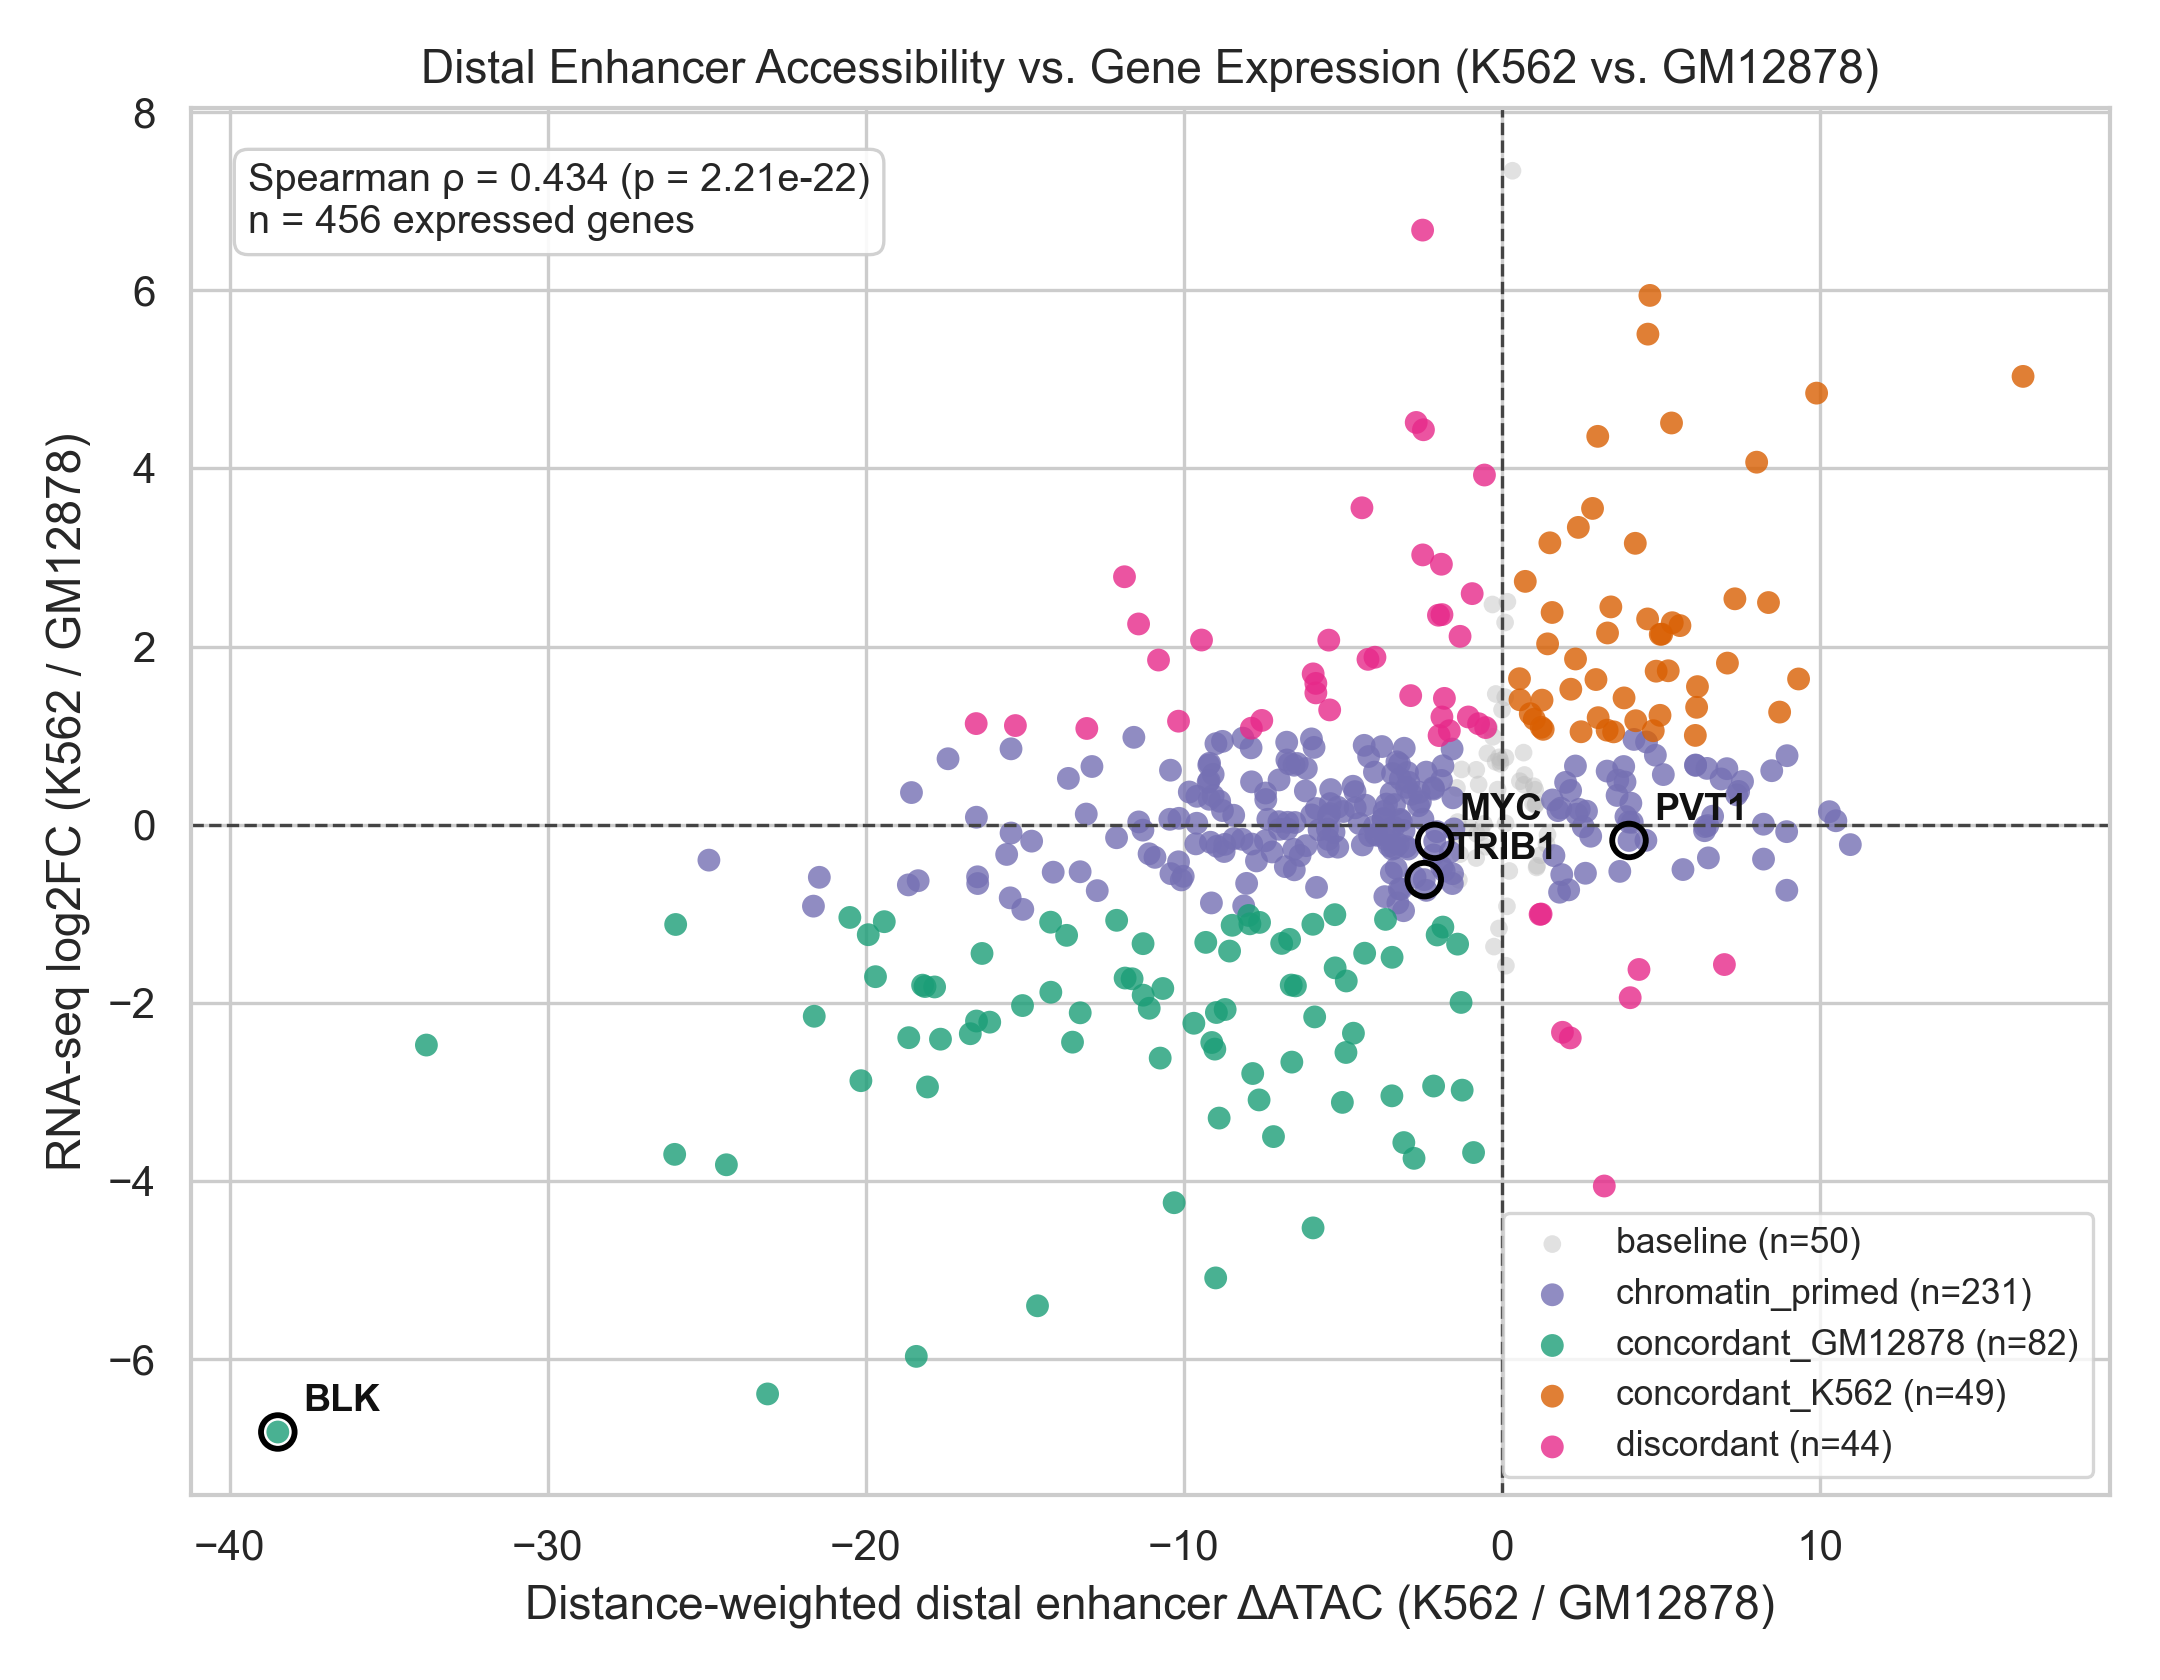 Distal Enhancer Accessibility vs. Gene Expression (K562 vs. GM12878)
Spearman ρ = 0.434 (p = 2.21e-22)
n = 456 expressed genes
RNA-seq log2FC (K562 / GM12878)
8
6
4
2
0
−2
−4
−6
MYC
PVT1
TRIB1
BLK
baseline (n=50)
chromatin_primed (n=231)
concordant_GM12878 (n=82)
concordant_K562 (n=49)
discordant (n=44)
−40 −30 −20 −10 0 10
Distance-weighted distal enhancer ΔATAC (K562 / GM12878)